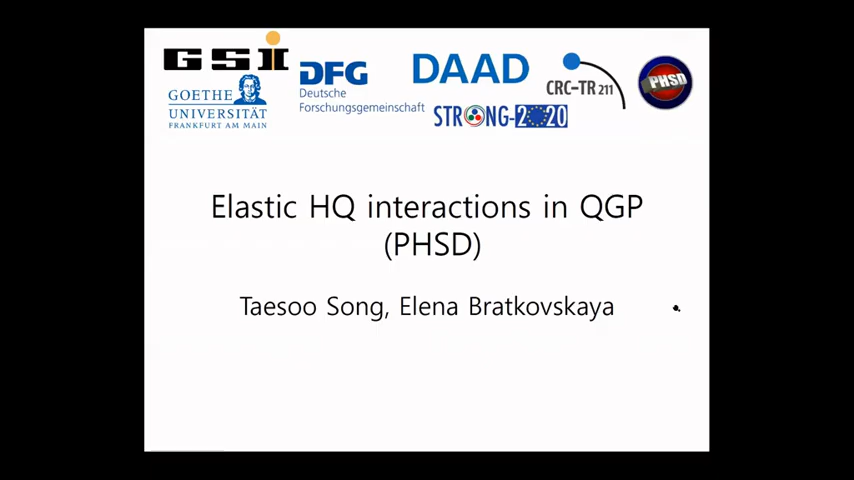 GSI
GOETHE
UNIVERSITÄT
FRANKFURT AM MAIN
DFG
Deutsche
Forschungsgemeinschaft
DAAD
STRONG-2020
CRC-TR 211
PHSD
Elastic HQ interactions in QGP
(PHSD)
Taesoo Song, Elena Bratkovskaya